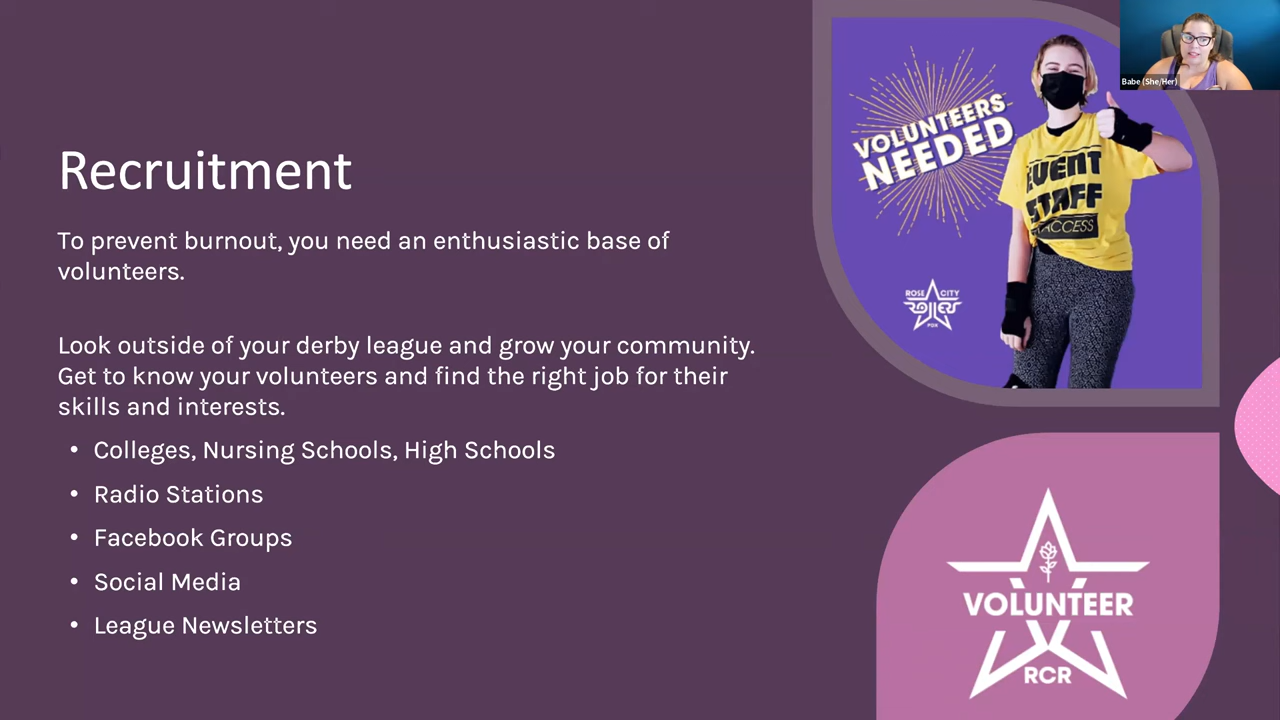 Recruitment
To prevent burnout, you need an enthusiastic base of
volunteers.
Look outside of your derby league and grow your community.
Get to know your volunteers and find the right job for their
skills and interests.
• Colleges, Nursing Schools, High Schools
• Radio Stations
• Facebook Groups
• Social Media
• League Newsletters
VOLUNTEERS
NEEDED
EVENT
STAFF
ACCESS
ROSE CITY
ROLLERS
PDX
Babe (She/Her)
VOLUNTEER
RCR